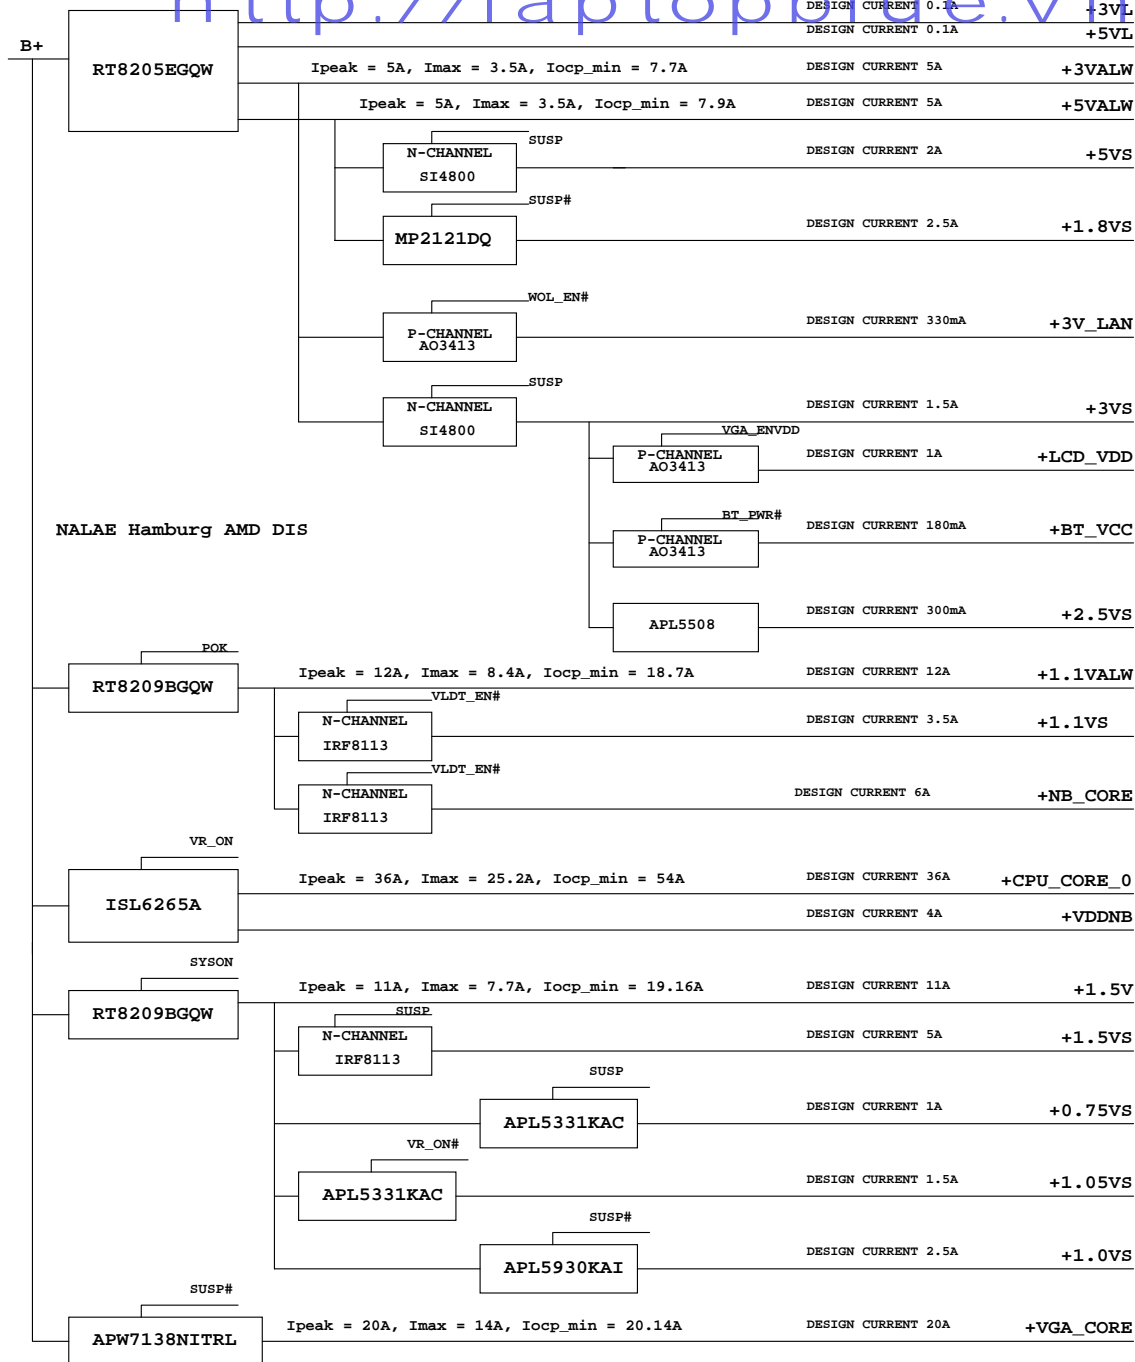 http://laptopblue.vn
DESIGN CURRENT 0.1A +3VL
B+
DESIGN CURRENT 0.1A +5VL
RT8205EGQW
Ipeak = 5A, Imax = 3.5A, Iocp_min = 7.7A DESIGN CURRENT 5A +3VALW
Ipeak = 5A, Imax = 3.5A, Iocp_min = 7.9A DESIGN CURRENT 5A +5VALW
SUSP
N-CHANNEL
SI4800
DESIGN CURRENT 2A +5VS
SUSP#
MP2121DQ
DESIGN CURRENT 2.5A +1.8VS
WOL_EN#
P-CHANNEL
AO3413
DESIGN CURRENT 330mA +3V_LAN
SUSP
N-CHANNEL
SI4800
DESIGN CURRENT 1.5A +3VS
VGA_ENVDD
P-CHANNEL
AO3413
DESIGN CURRENT 1A +LCD_VDD
NALAE Hamburg AMD DIS
BT_PWR#
P-CHANNEL
AO3413
DESIGN CURRENT 180mA +BT_VCC
APL5508
DESIGN CURRENT 300mA +2.5VS
POK
RT8209BGQW
Ipeak = 12A, Imax = 8.4A, Iocp_min = 18.7A DESIGN CURRENT 12A +1.1VALW
VLDT_EN#
N-CHANNEL
IRF8113
DESIGN CURRENT 3.5A +1.1VS
VLDT_EN#
N-CHANNEL
IRF8113
DESIGN CURRENT 6A +NB_CORE
VR_ON
ISL6265A
Ipeak = 36A, Imax = 25.2A, Iocp_min = 54A DESIGN CURRENT 36A +CPU_CORE_0
DESIGN CURRENT 4A +VDDNB
SYSON
RT8209BGQW
Ipeak = 11A, Imax = 7.7A, Iocp_min = 19.16A DESIGN CURRENT 11A +1.5V
SUSP
N-CHANNEL
IRF8113
DESIGN CURRENT 5A +1.5VS
SUSP
APL5331KAC
DESIGN CURRENT 1A +0.75VS
VR_ON#
APL5331KAC
DESIGN CURRENT 1.5A +1.05VS
SUSP#
APL5930KAI
DESIGN CURRENT 2.5A +1.0VS
SUSP#
APW7138NITRL
Ipeak = 20A, Imax = 14A, Iocp_min = 20.14A DESIGN CURRENT 20A +VGA_CORE